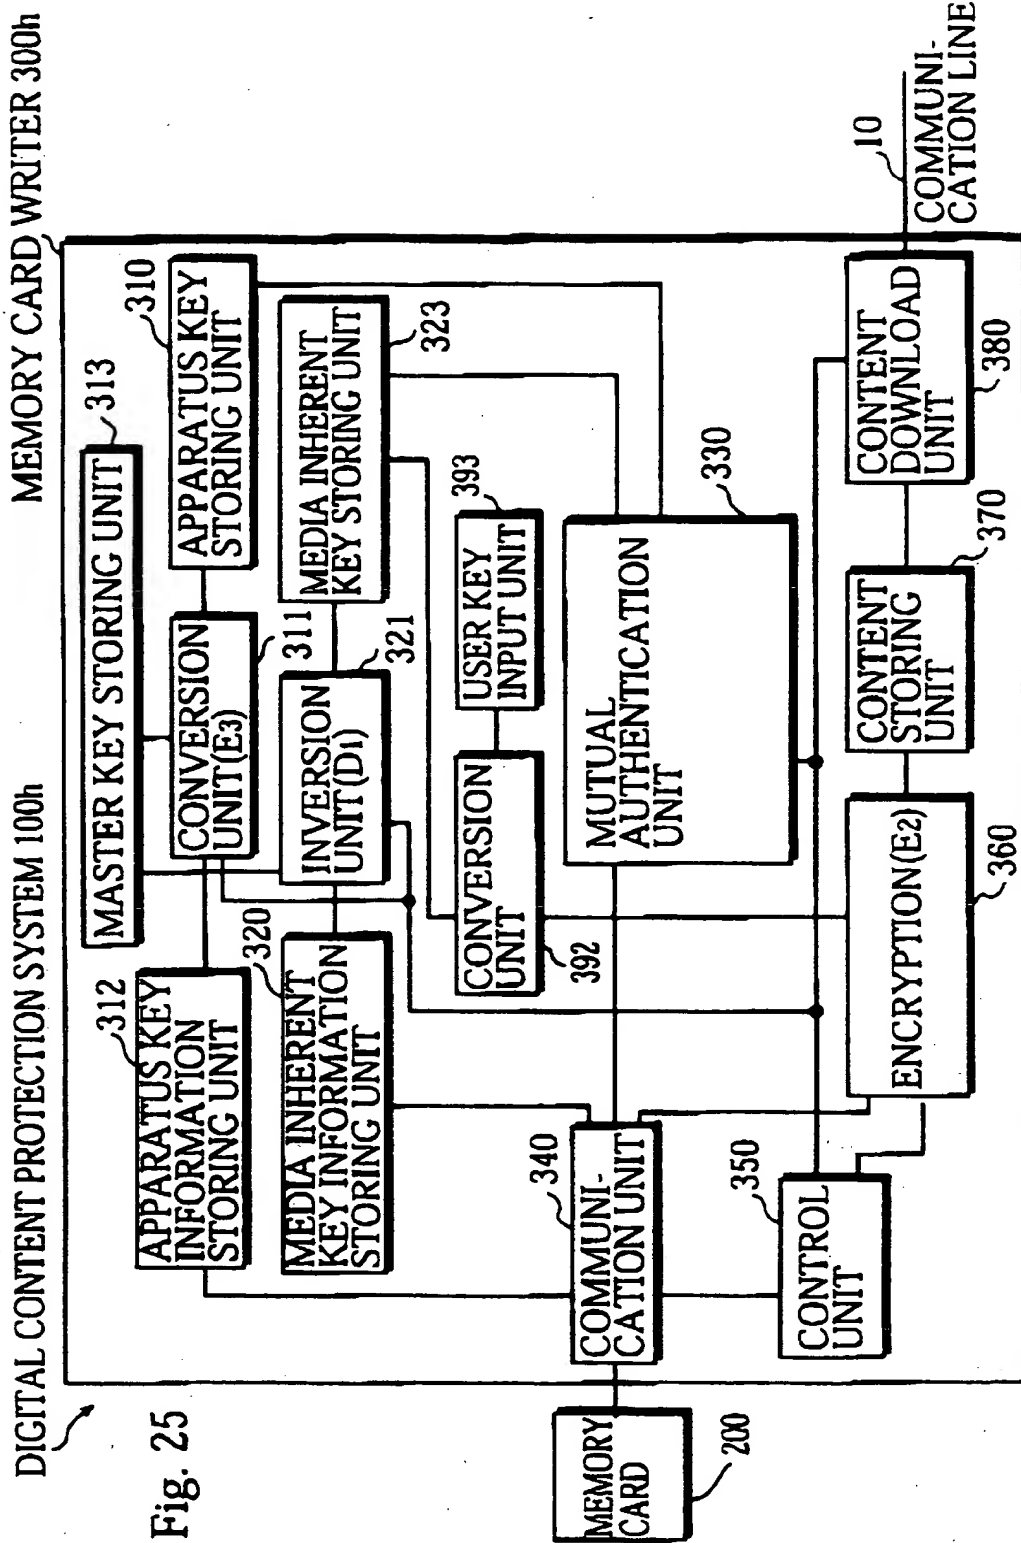 DIGITAL CONTENT PROTECTION SYSTEM 100h
MEMORY CARD WRITER 300h
Fig. 25
313
MASTER KEY STORING UNIT
312
APPARATUS KEY
INFORMATION
STORING UNIT
CONVERSION
UNIT(E3)
311
310
APPARATUS KEY
STORING UNIT
320
MEDIA INHERENT
KEY INFORMATION
STORING UNIT
INVERSION
UNIT(D1)
321
MEDIA INHERENT
KEY STORING UNIT
323
CONVERSION
UNIT
392
USER KEY
INPUT UNIT
393
MEMORY
CARD
200
340
COMMUNI-
CATION UNIT
MUTUAL
AUTHENTICATION
UNIT
330
350
CONTROL
UNIT
ENCRYPTION(E2)
360
CONTENT
STORING
UNIT
370
CONTENT
DOWNLOAD
UNIT
380
10
COMMUNI-
CATION LINE